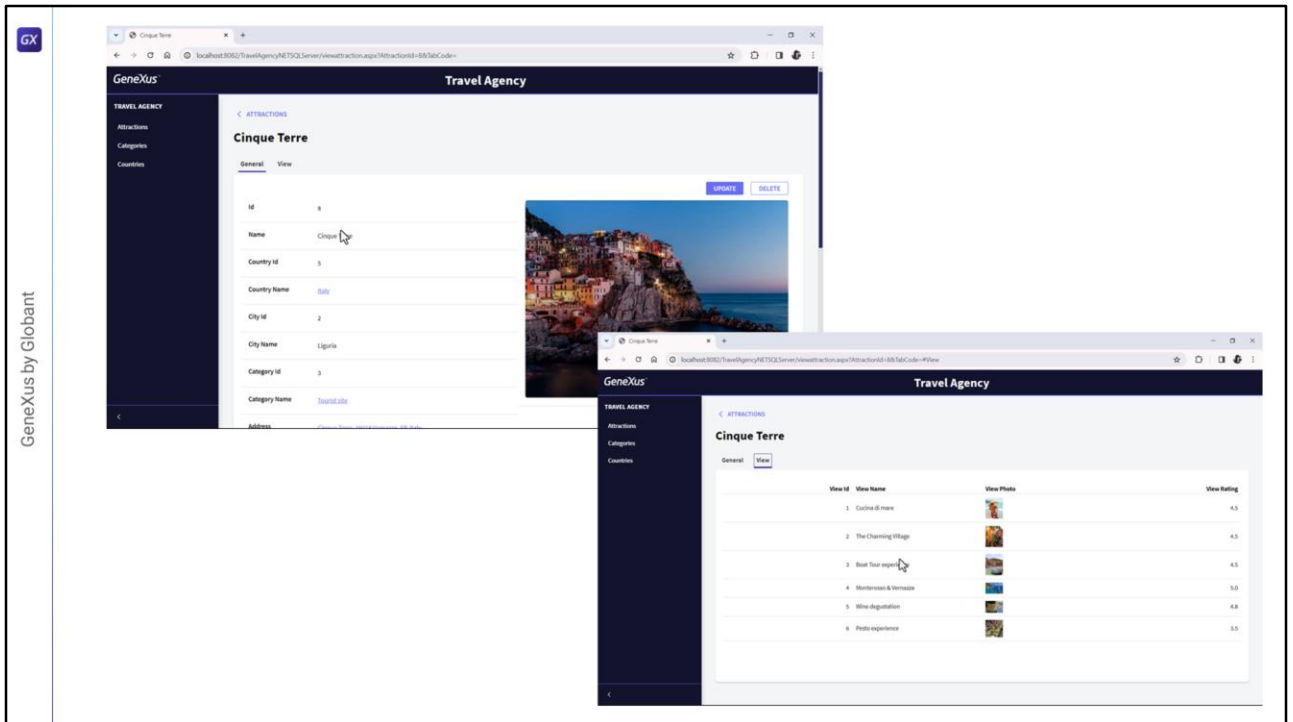 GX
GeneXus by Globant
Cinque Terre
localhost:8082/TravelAgencyNETSQLServer/viewattraction.aspx?AttractionId=8&TabCode=
GeneXus
Travel Agency
TRAVEL AGENCY
Attractions
Categories
Countries
ATTRACTIONS
Cinque Terre
General View
UPDATE DELETE
Id 8
Name Cinque
Country Id 5
Country Name Italy
City Id 2
City Name Liguria
Category Id 3
Category Name Tourist site
Address
Cinque Terre
localhost:8082/TravelAgencyNETSQLServer/viewattraction.aspx?AttractionId=8&TabCode=#View
GeneXus
Travel Agency
TRAVEL AGENCY
Attractions
Categories
Countries
ATTRACTIONS
Cinque Terre
General View
View Id View Name View Photo View Rating
1 Cucina di mare 4.5
2 The Charming Village 4.5
3 Boat Tour 4.5
4 Monterosso & Vernazza 5.0
5 Wine degustation 4.8
6 Pesto experience 3.5